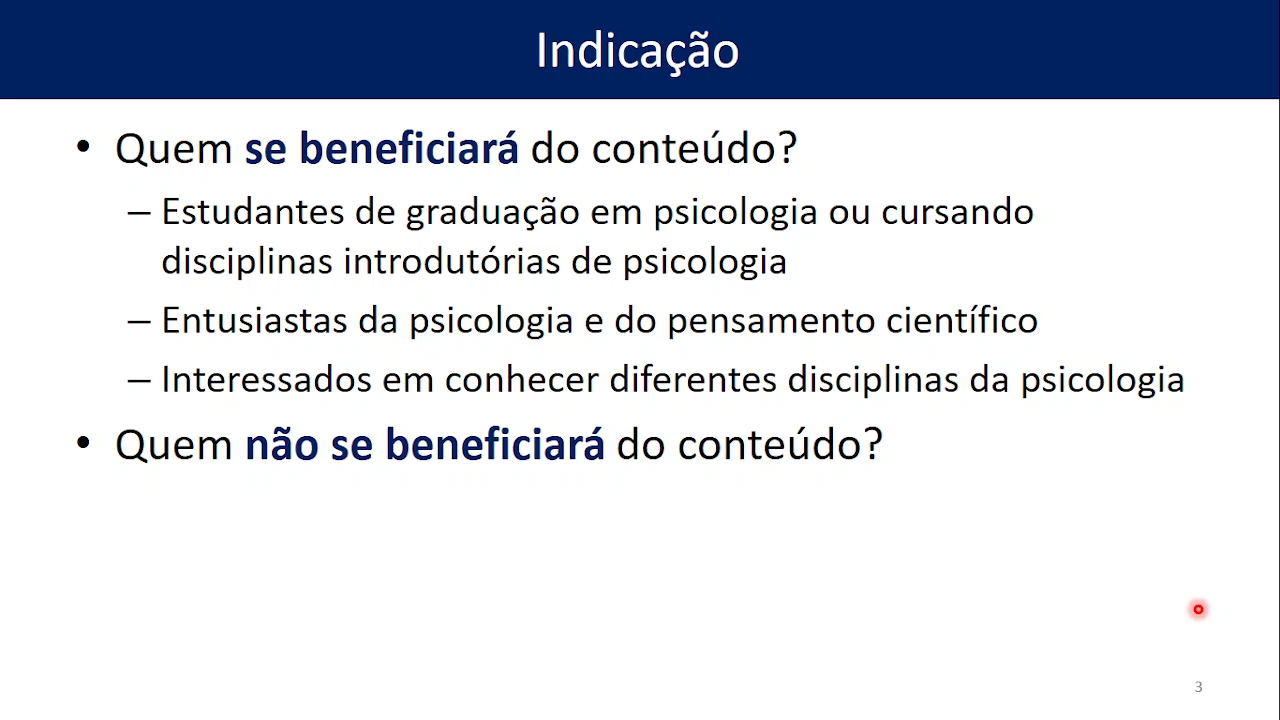 Indicação
• Quem se beneficiará do conteúdo?
– Estudantes de graduação em psicologia ou cursando
disciplinas introdutórias de psicologia
– Entusiastas da psicologia e do pensamento científico
– Interessados em conhecer diferentes disciplinas da psicologia
• Quem não se beneficiará do conteúdo?
3